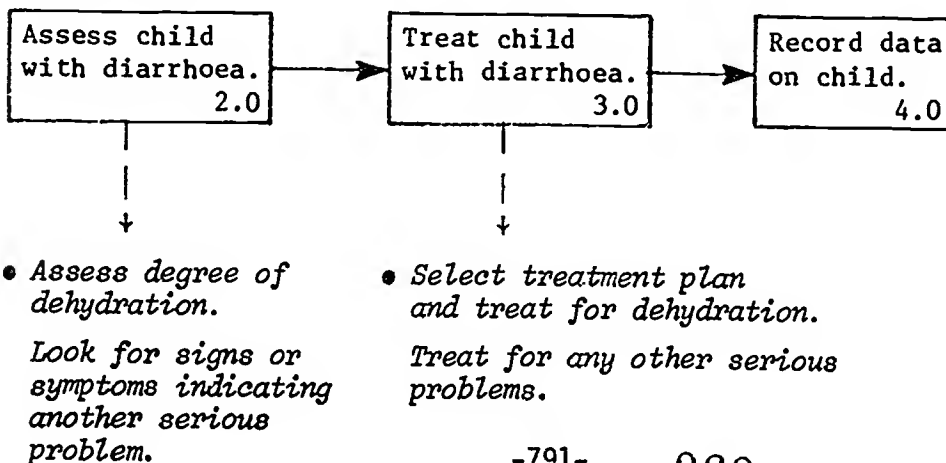 Assess child
with diarrhoea.
2.0
Treat child
with diarrhoea.
3.0
Record data
on child.
4.0
• Assess degree of
dehydration.
Look for signs or
symptoms indicating
another serious
problem.
• Select treatment plan
and treat for dehydration.
Treat for any other serious
problems.
-791-